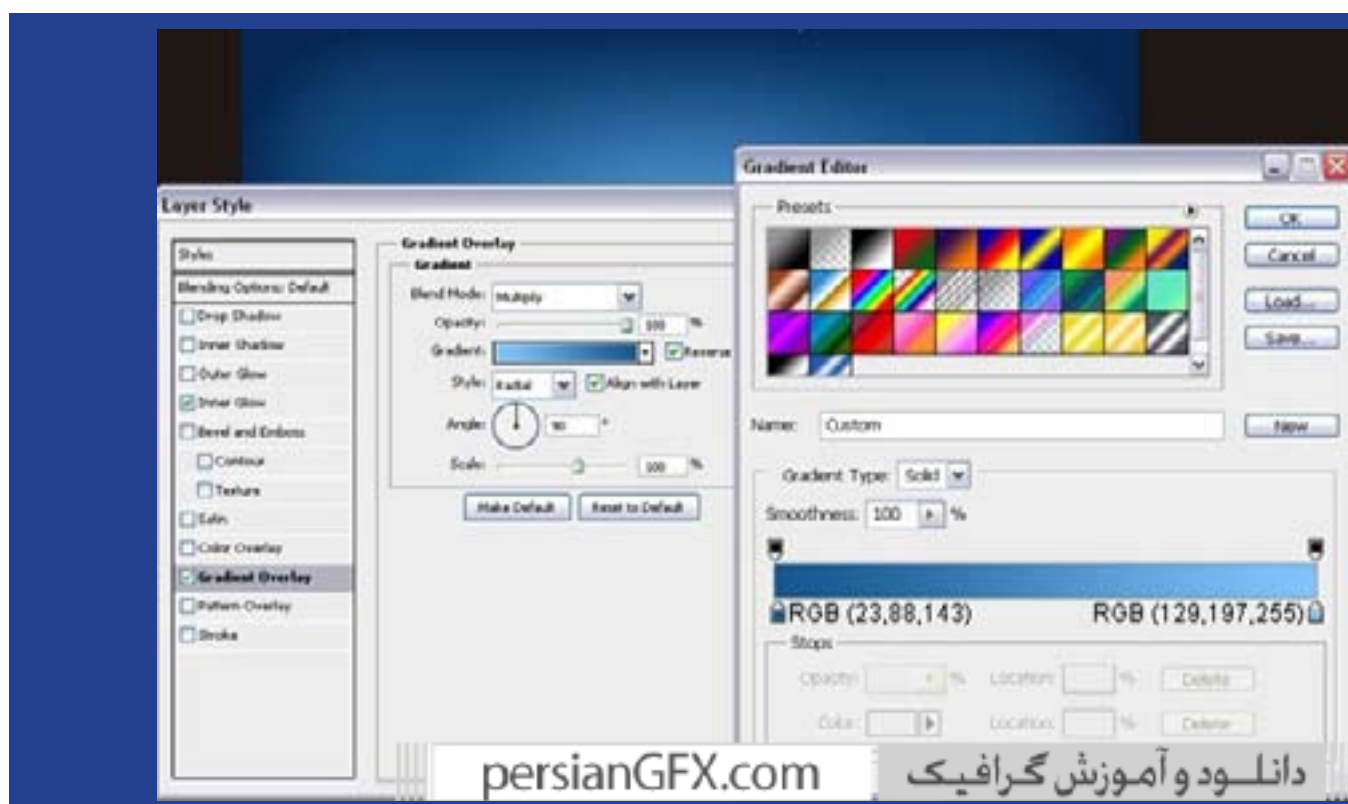 Gradient Editor
Presets
OK
Cancel
Load...
Save...
Name: Custom
New
Gradient Type: Solid
Smoothness: 100 %
RGB (23,88,143) RGB (129,197,255)
Stops
Opacity: % Location: % Delete
Color: Location: % Delete
Layer Style
Styles
Blending Options: Default
Drop Shadow
Inner Shadow
Outer Glow
Inner Glow
Bevel and Emboss
Contour
Texture
Satin
Color Overlay
Gradient Overlay
Pattern Overlay
Stroke
Gradient Overlay
Gradient
Blend Mode: Multiply
Opacity: 100 %
Gradient: Reverse
Style: Radial Align with Layer
Angle: 90 °
Scale: 100 %
Make Default Reset to Default
persianGFX.com
دانلــود و آمـوزش گـرافیـک